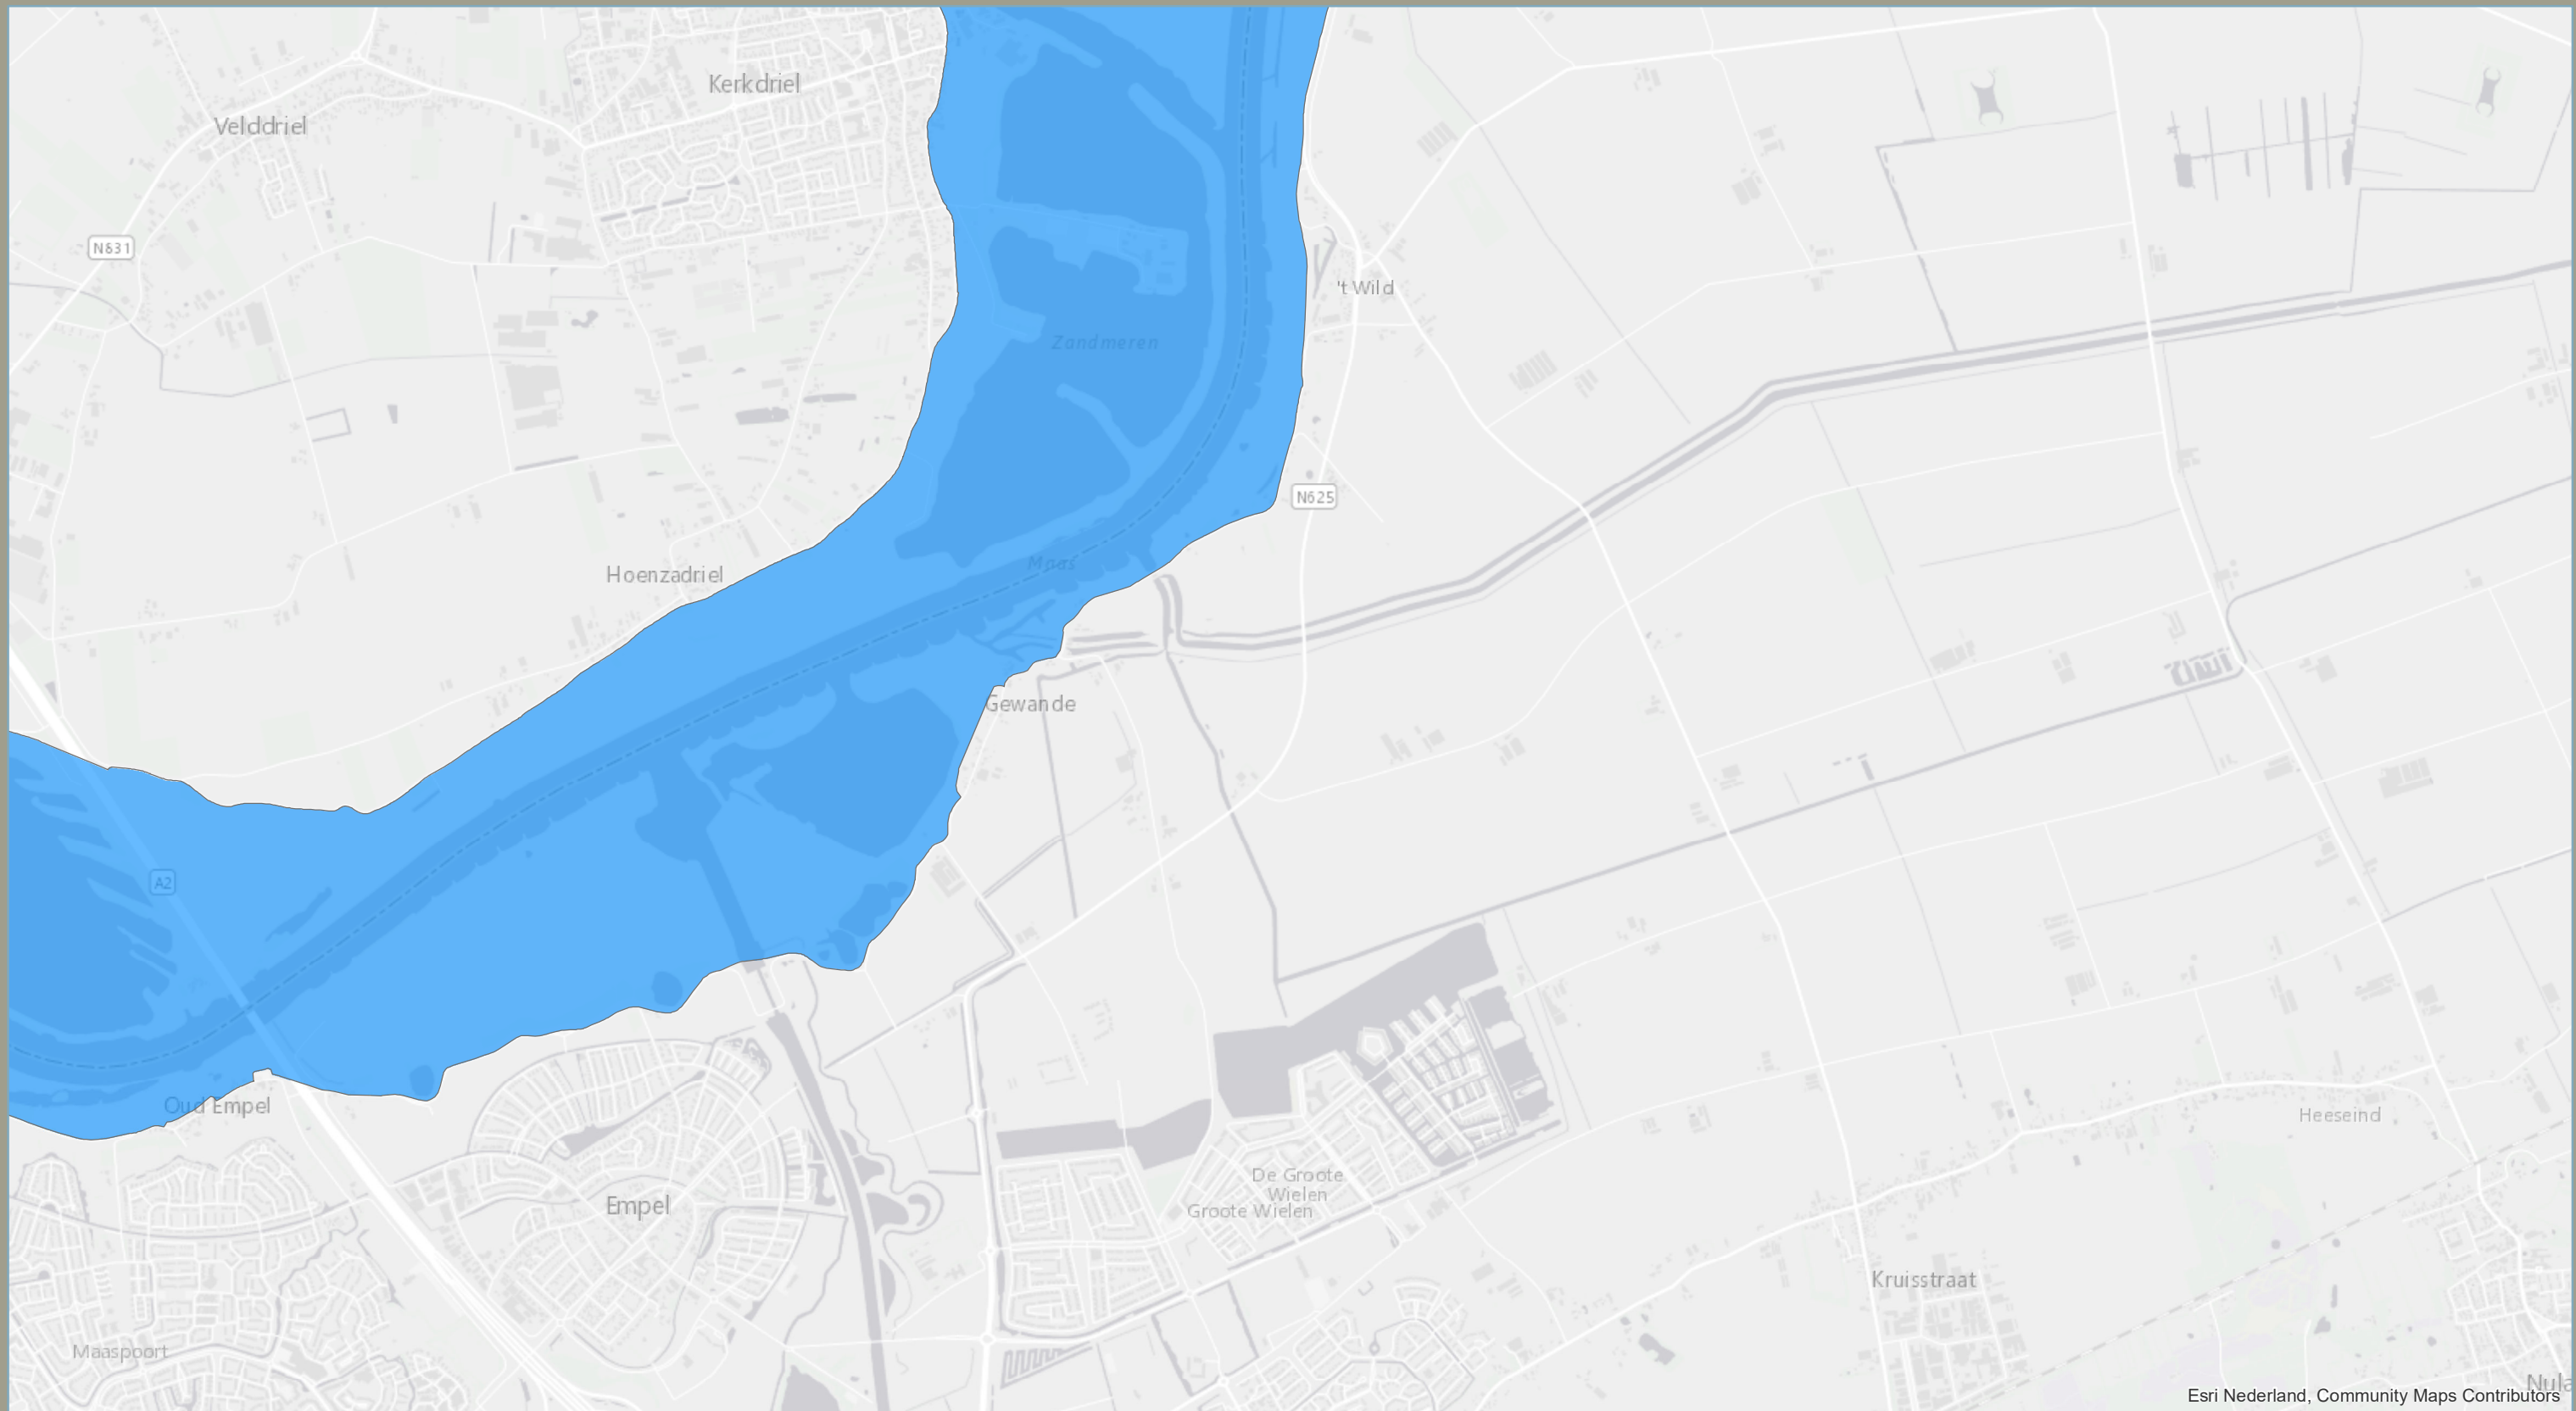 Kerkdriel
Velddriel
N831
't Wild
Zandmeren
N625
Maas
Hoenzadriel
Gewande
A2
Oud Empel
Heeseind
De Groote
Wielen
Groote Wielen
Empel
Kruisstraat
Maaspoort
Nula
Esri Nederland, Community Maps Contributors